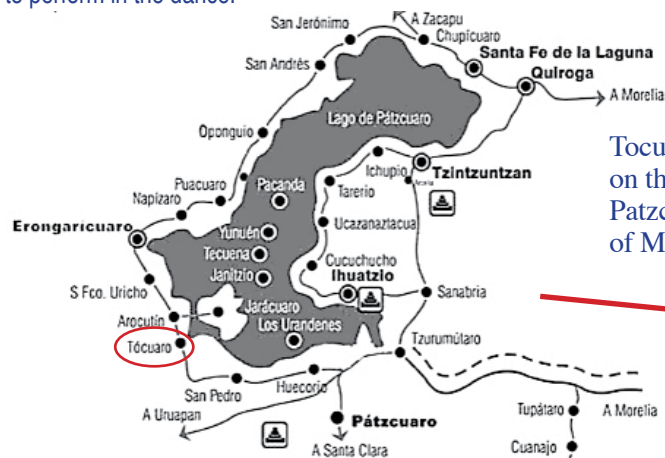 to perform in the dance.
San Jerónimo
A Zacapu
Chupícuaro
Santa Fe de la Laguna
San Andrés
Quiroga
A Morelia
Lago de Pátzcuaro
Oponguio
Tocu
on th
Patzc
of M
Ichupio
Tzintzuntzan
Puacuaro
Pacanda
Tarerio
Napízaro
Ucazanaztacua
Erongarícuaro
Yunuén
Tecuena
Cucuchucho
Janitzio
Ihuatzio
S Fco. Uricho
Sanabria
Jarácuaro
Arocutín
Los Urandenes
Tócuaro
Tzurumútaro
Huecorio
San Pedro
A Uruapan
Pátzcuaro
Tupátaro
A Morelia
A Santa Clara
Cuanajo